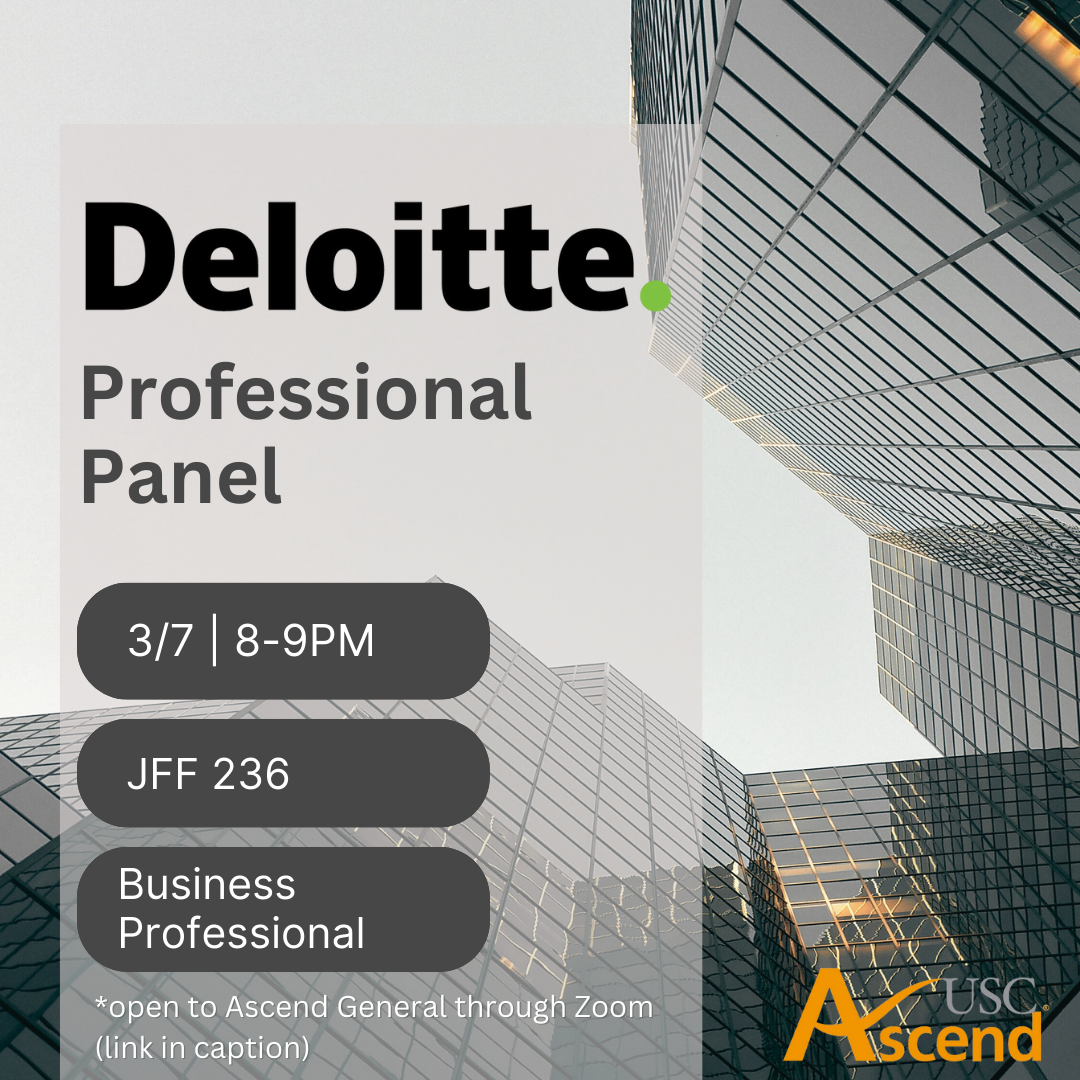 Deloitte.
Professional
Panel
3/7 | 8-9PM
JFF 236
Business
Professional
*open to Ascend General through Zoom
(link in caption)
USC
Ascend